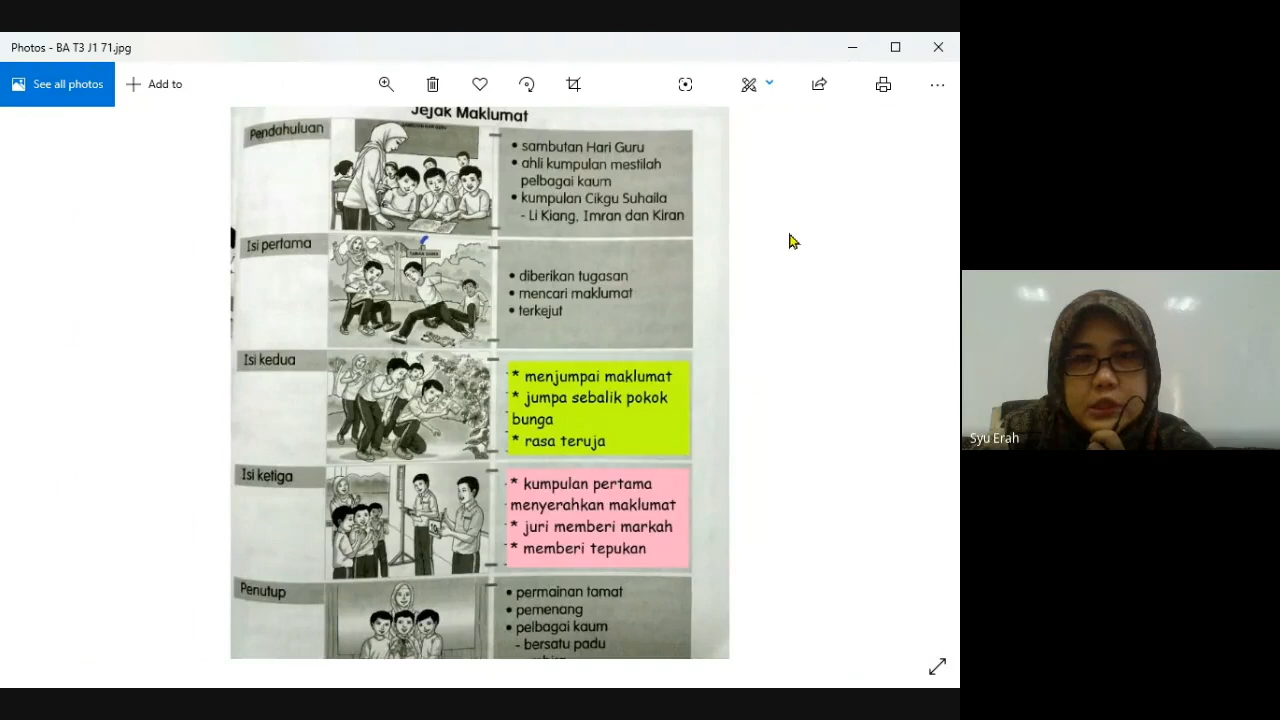 Photos - BA T3 J1 71.jpg
See all photos
Add to
Jejak Maklumat
Pendahuluan
• sambutan Hari Guru
• ahli kumpulan mestilah
pelbagai kaum
• kumpulan Cikgu Suhaila
- Li Kiang, Imran dan Kiran
Isi pertama
• diberikan tugasan
• mencari maklumat
• terkejut
Isi kedua
* menjumpai maklumat
* jumpa sebalik pokok
bunga
* rasa teruja
Isi ketiga
* kumpulan pertama
menyerahkan maklumat
* juri memberi markah
* memberi tepukan
Penutup
• permainan tamat
• pemenang
• pelbagai kaum
- bersatu padu
Syu Erah